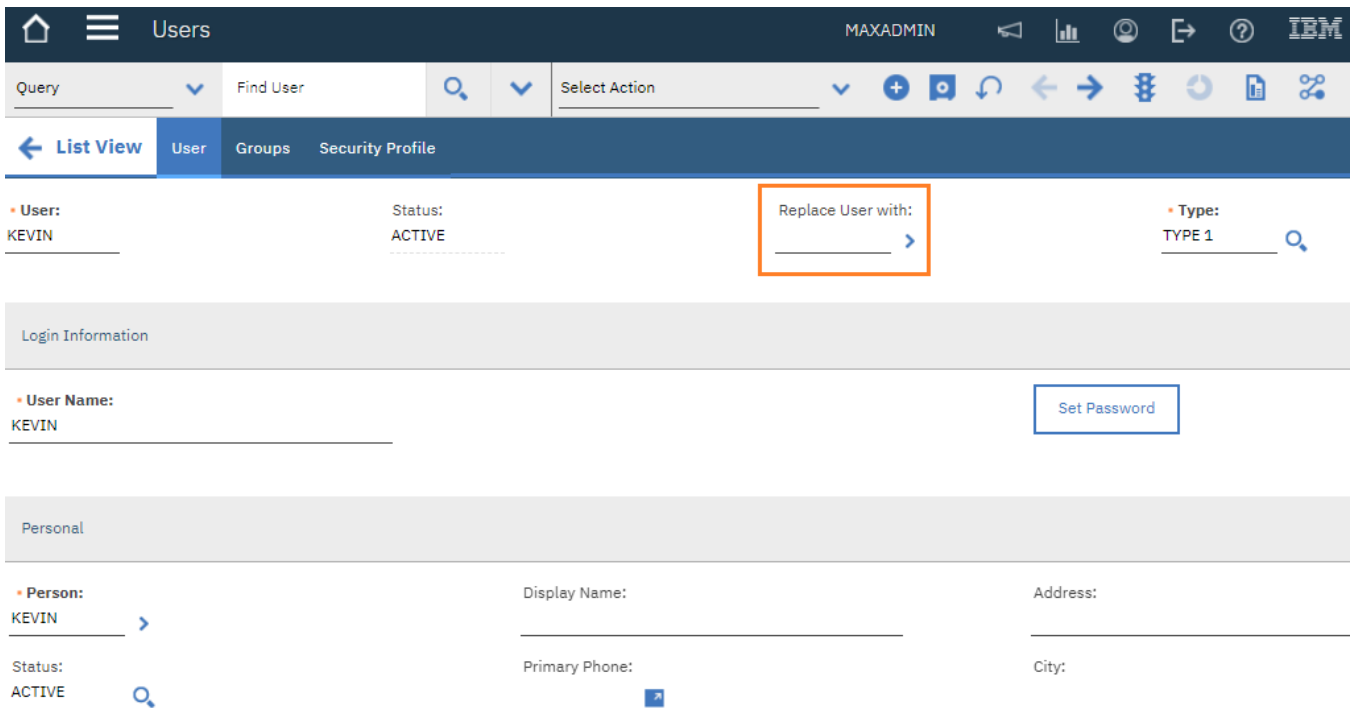 Users MAXADMIN IBM
Query Find User Select Action
List View User Groups Security Profile
User: Status: Replace User with: Type:
KEVIN ACTIVE TYPE 1
Login Information
User Name:
KEVIN
Set Password
Personal
Person: Display Name: Address:
KEVIN
Status: Primary Phone: City:
ACTIVE